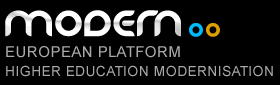 MODERN
EUROPEAN PLATFORM
HIGHER EDUCATION MODERNISATION